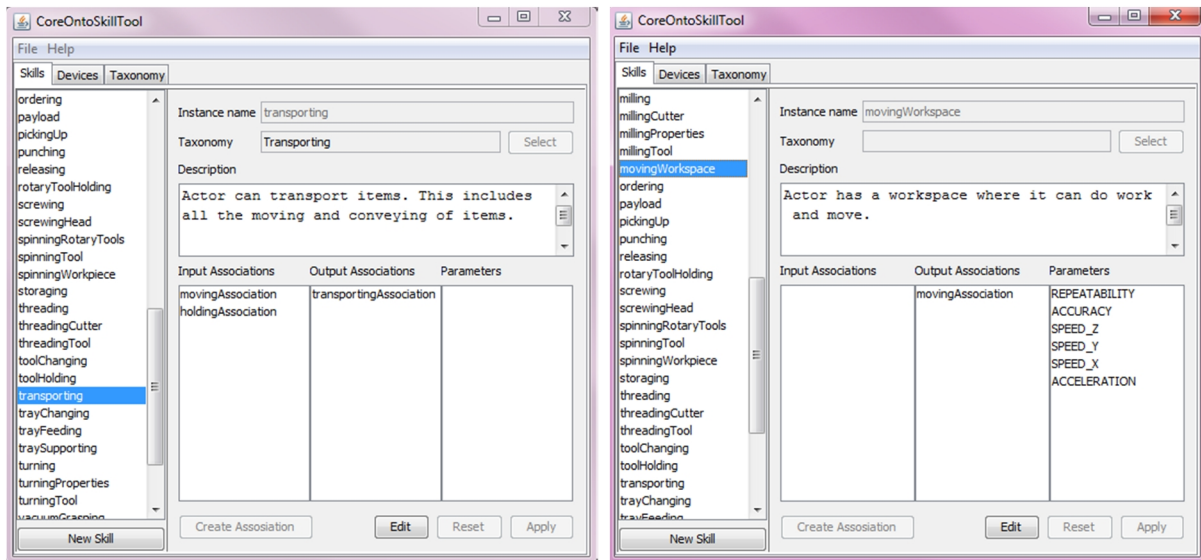 CoreOntoSkillTool
File Help
Skills Devices Taxonomy
ordering
payload
pickingUp
punching
releasing
rotaryToolHolding
screwing
screwingHead
spinningRotaryTools
spinningTool
spinningWorkpiece
storaging
threading
threadingCutter
threadingTool
toolChanging
toolHolding
transporting
trayChanging
trayFeeding
traySupporting
turning
turningProperties
turningTool
vacuumGrasping
New Skill
Instance name transporting
Taxonomy Transporting Select
Description
Actor can transport items. This includes
all the moving and conveying of items.
Input Associations Output Associations Parameters
movingAssociation transportingAssociation
holdingAssociation
Create Assosiation Edit Reset Apply
CoreOntoSkillTool
File Help
Skills Devices Taxonomy
milling
millingCutter
millingProperties
millingTool
movingWorkspace
ordering
payload
pickingUp
punching
releasing
rotaryToolHolding
screwing
screwingHead
spinningRotaryTools
spinningTool
spinningWorkpiece
storaging
threading
threadingCutter
threadingTool
toolChanging
toolHolding
transporting
trayChanging
trayFeeding
New Skill
Instance name movingWorkspace
Taxonomy Select
Description
Actor has a workspace where it can do work
and move.
Input Associations Output Associations Parameters
movingAssociation REPEATABILITY
ACCURACY
SPEED_Z
SPEED_Y
SPEED_X
ACCELERATION
Create Assosiation Edit Reset Apply